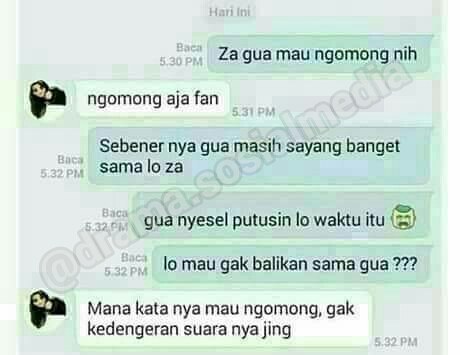 Hari Ini
Baca
5.30 PM
Za gua mau ngomong nih
ngomong aja fan
5.31 PM
Baca
5.32 PM
Sebener nya gua masih sayang banget
sama lo za
Baca
5.32 PM
gua nyesel putusin lo waktu itu
Baca
5.32 PM
lo mau gak balikan sama gua ???
Mana kata nya mau ngomong, gak
kedengeran suara nya jing
5.32 PM
@drama.sosialmedia